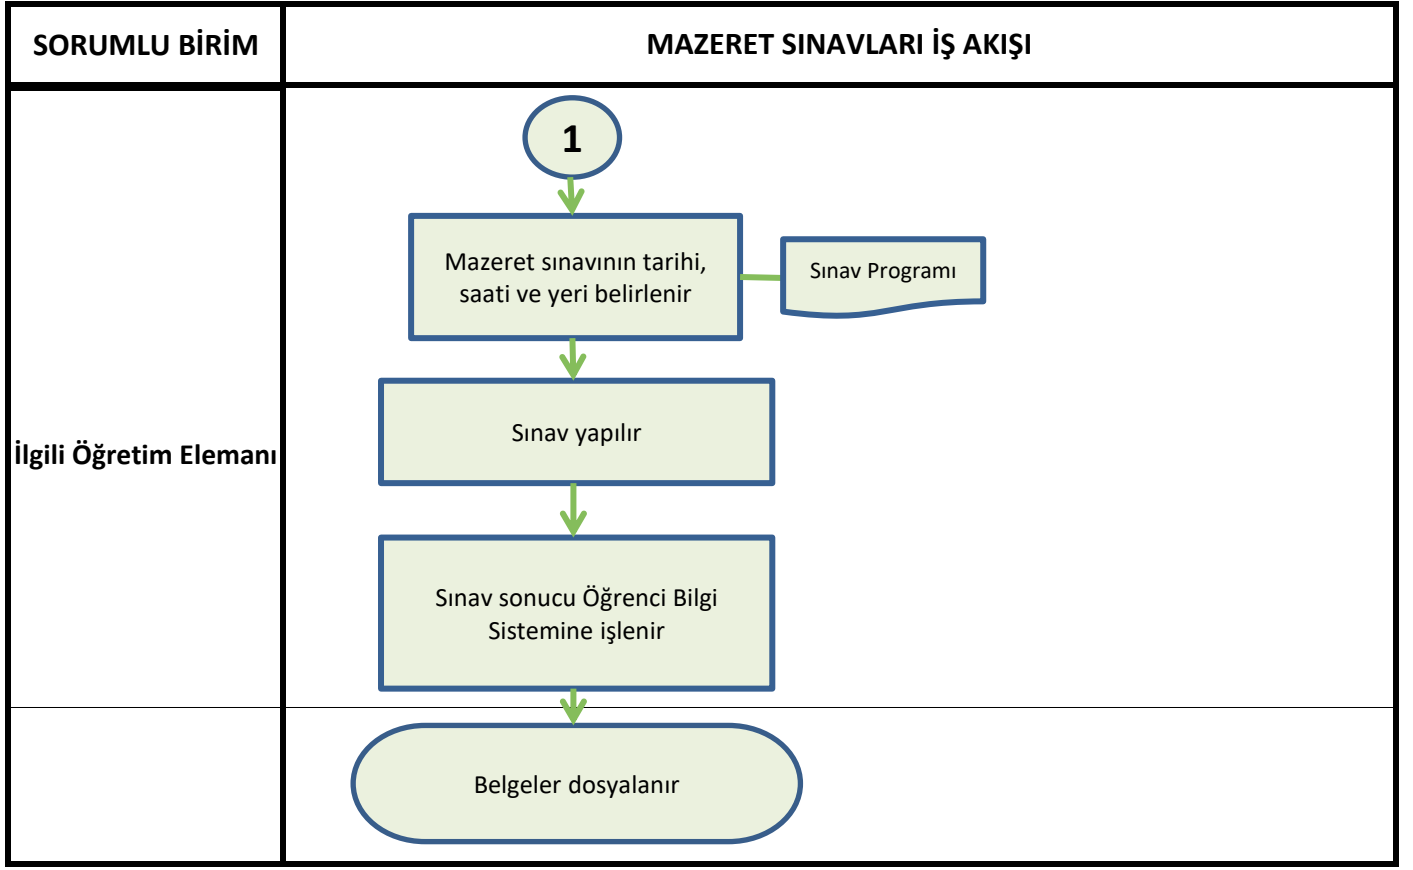 SORUMLU BİRİM
MAZERET SINAVLARI İŞ AKIŞI
1
Mazeret sınavının tarihi,
saati ve yeri belirlenir
Sınav Programı
Sınav yapılır
İlgili Öğretim Elemanı
Sınav sonucu Öğrenci Bilgi
Sistemine işlenir
Belgeler dosyalanır